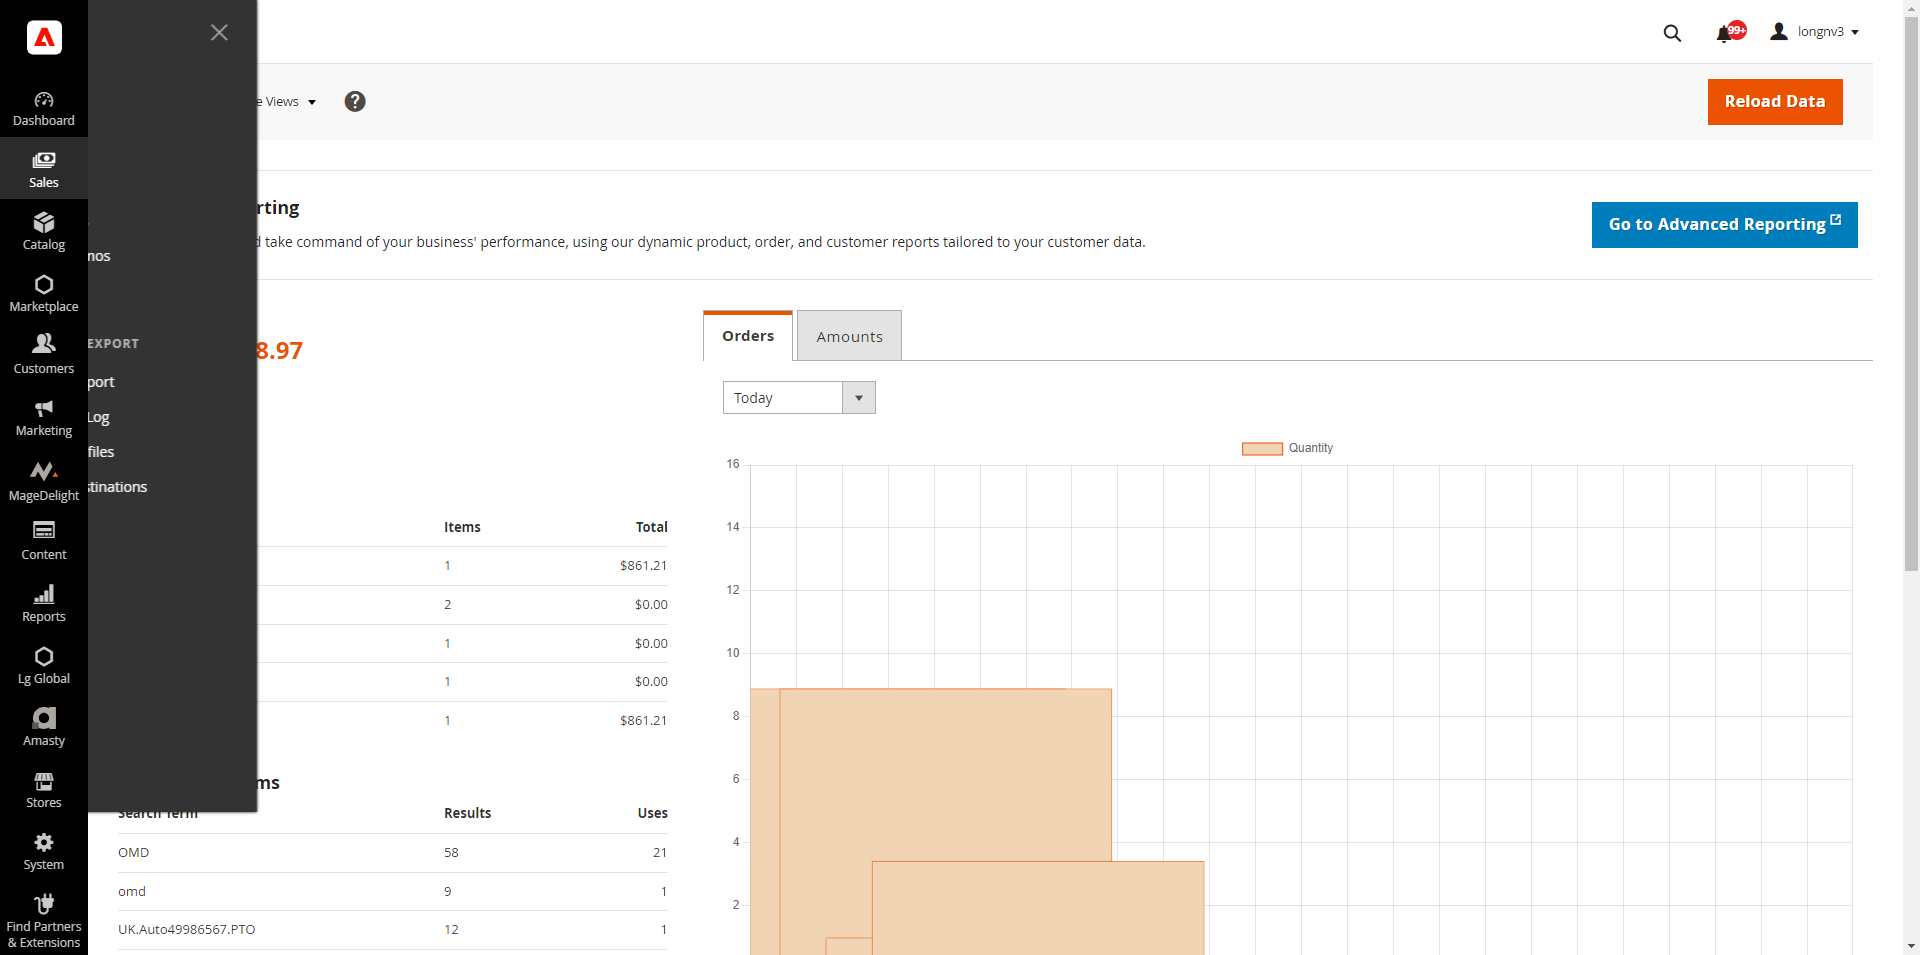 Dashboard
Sales
Catalog
Marketplace
Customers
Marketing
MageDelight
Content
Reports
Lg Global
Amasty
Stores
System
Find Partners
& Extensions
mos
EXPORT
port
Log
files
stinations
99+
longnv3
e Views
?
Reload Data
rting
d take command of your business' performance, using our dynamic product, order, and customer reports tailored to your customer data.
Go to Advanced Reporting
8.97
Items Total
1 $861.21
2 $0.00
1 $0.00
1 $0.00
1 $861.21
ms
Search Term Results Uses
OMD 58 21
omd 9 1
UK.Auto49986567.PTO 12 1
Orders Amounts
Today
Quantity
16
14
12
10
8
6
4
2